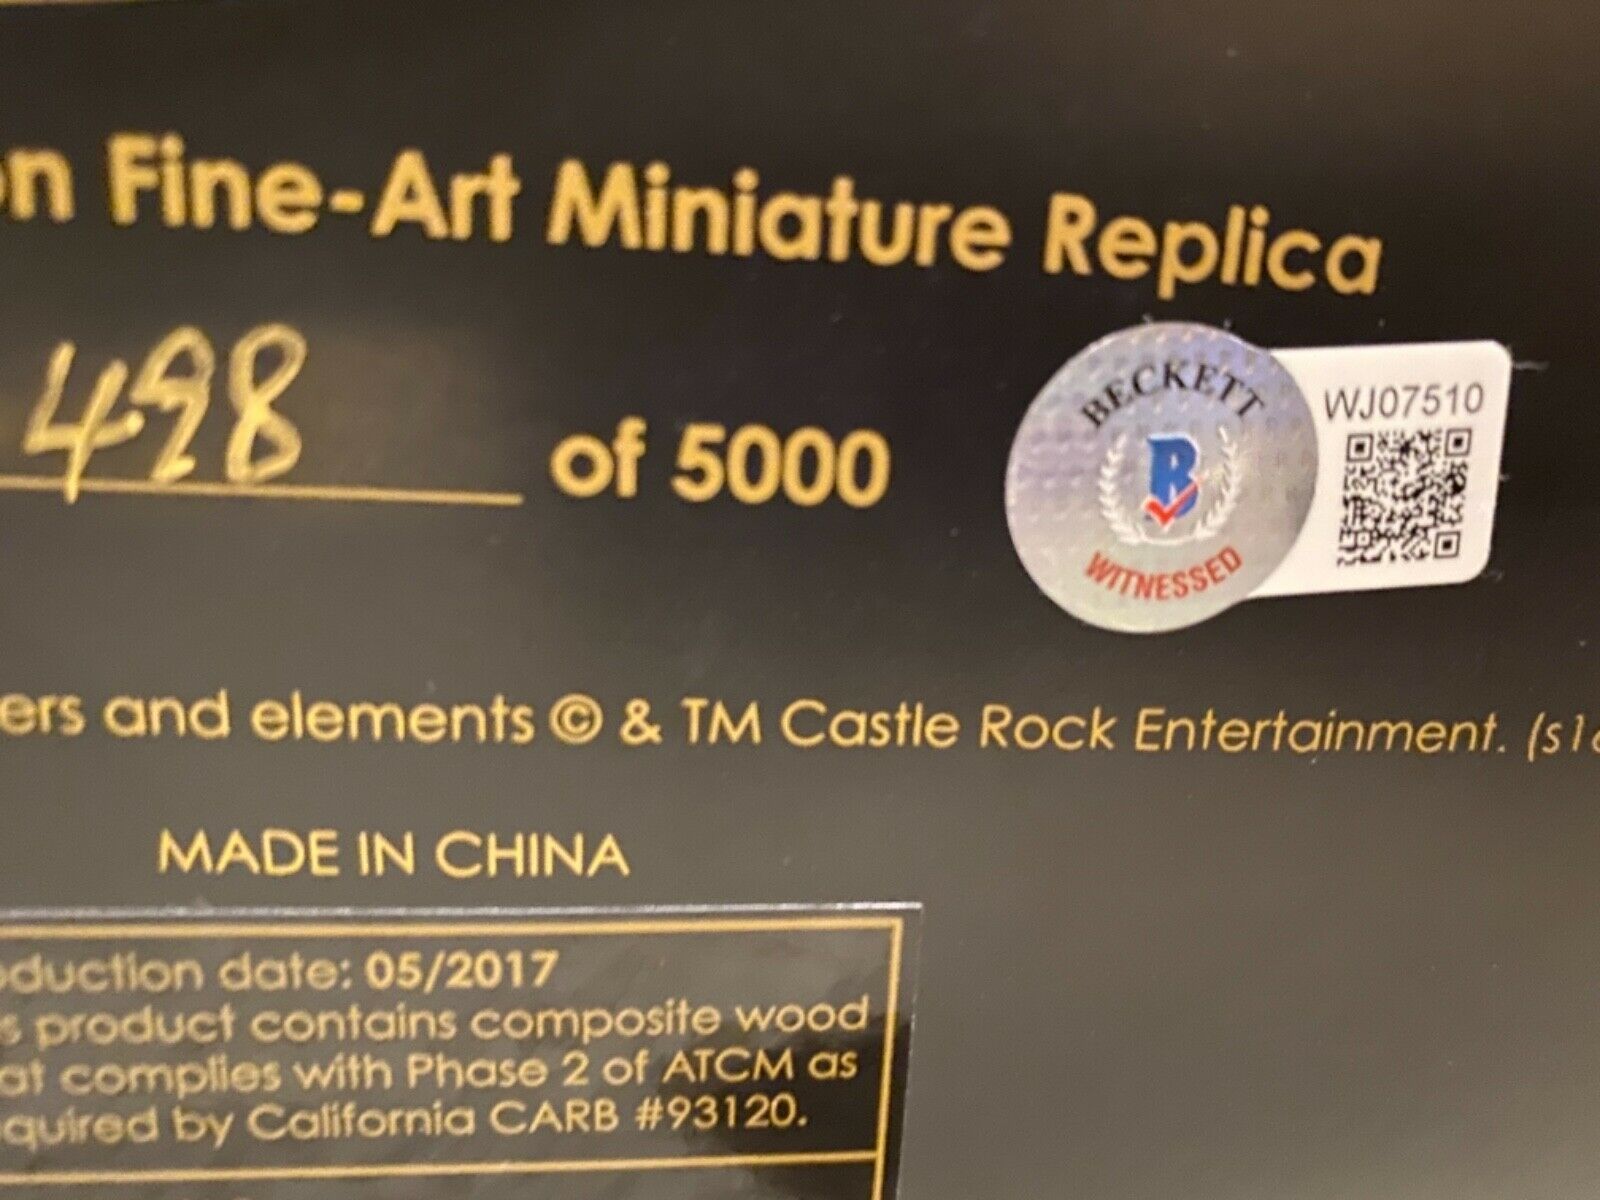 on Fine-Art Miniature Replica
498 of 5000
BECKETT
B
WITNESSED
WJ07510
ers and elements © & TM Castle Rock Entertainment. (s1
MADE IN CHINA
oduction date: 05/2017
s product contains composite wood
at complies with Phase 2 of ATCM as
quired by California CARB #93120.